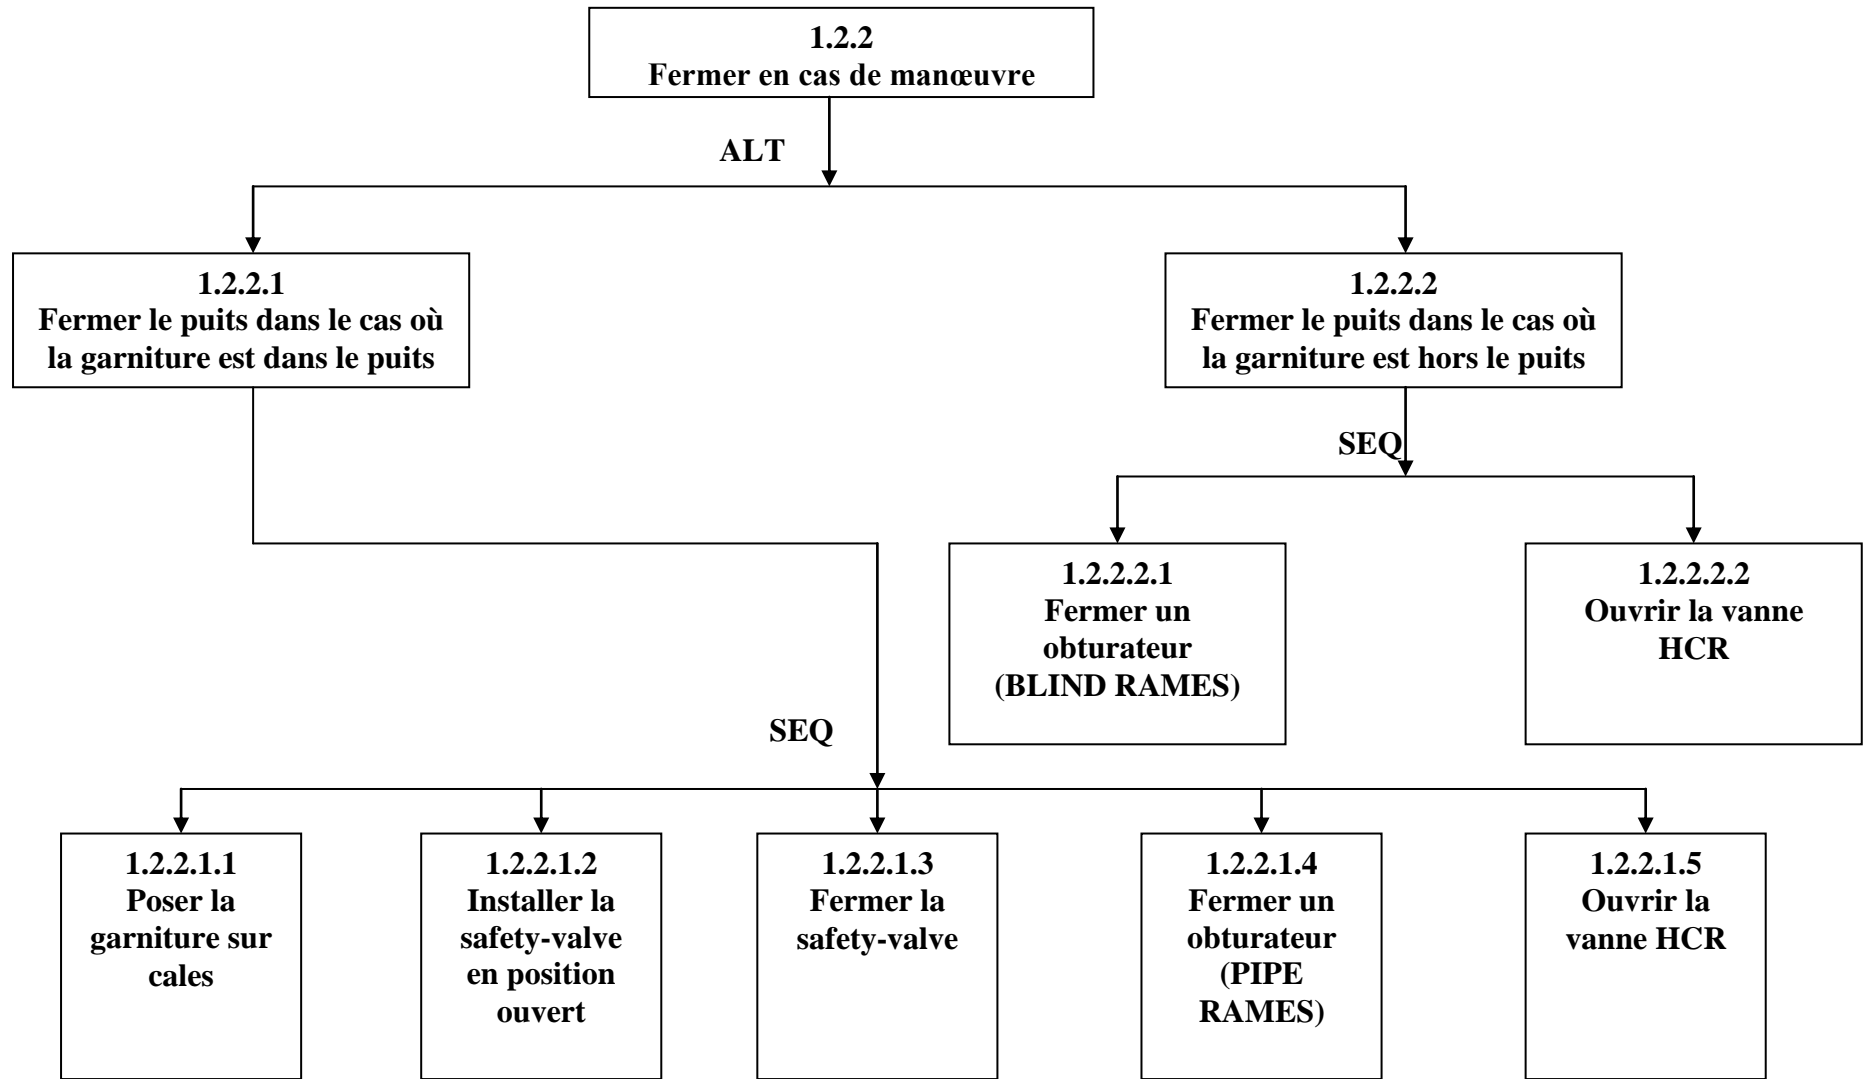 1.2.2
Fermer en cas de manœuvre
ALT
1.2.2.1
Fermer le puits dans le cas où
la garniture est dans le puits
1.2.2.2
Fermer le puits dans le cas où
la garniture est hors le puits
SEQ
1.2.2.2.1
Fermer un
obturateur
(BLIND RAMES)
1.2.2.2.2
Ouvrir la vanne
HCR
SEQ
1.2.2.1.1
Poser la
garniture sur
cales
1.2.2.1.2
Installer la
safety-valve
en position
ouvert
1.2.2.1.3
Fermer la
safety-valve
1.2.2.1.4
Fermer un
obturateur
(PIPE
RAMES)
1.2.2.1.5
Ouvrir la
vanne HCR